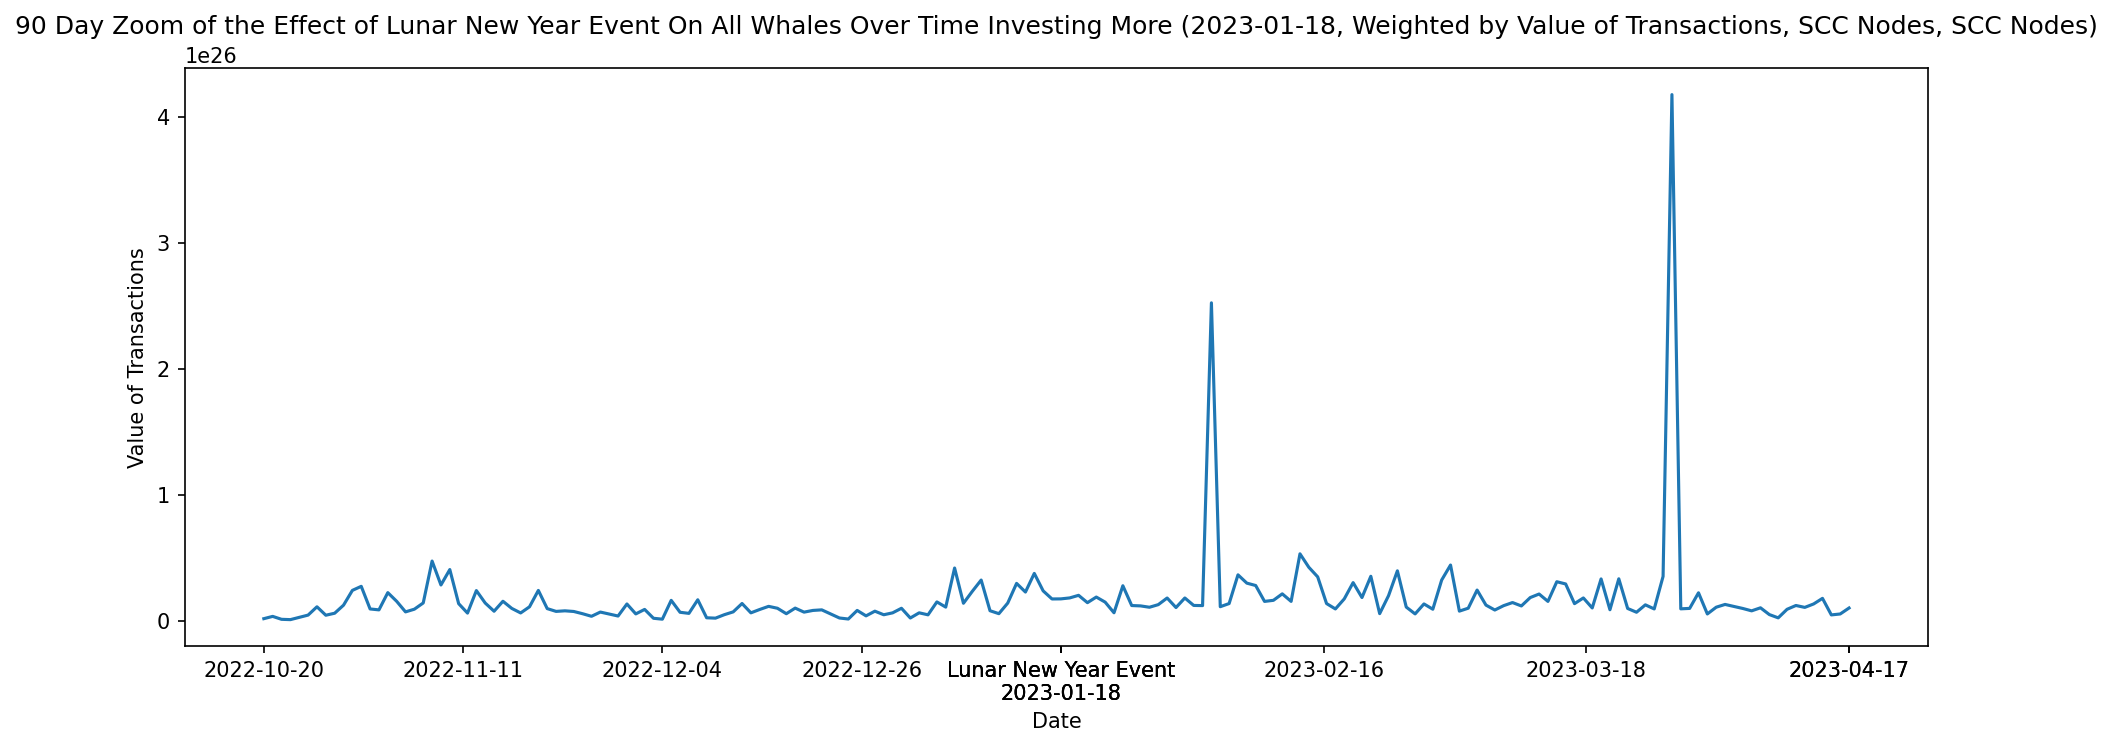 90 Day Zoom of the Effect of Lunar New Year Event On All Whales Over Time Investing More (2023-01-18, Weighted by Value of Transactions, SCC Nodes, SCC Nodes)
1e26
4
3
2
1
0
Value of Transactions
2022-10-20 2022-11-11 2022-12-04 2022-12-26 Lunar New Year Event 2023-02-16 2023-03-18 2023-04-17
2023-01-18
Date